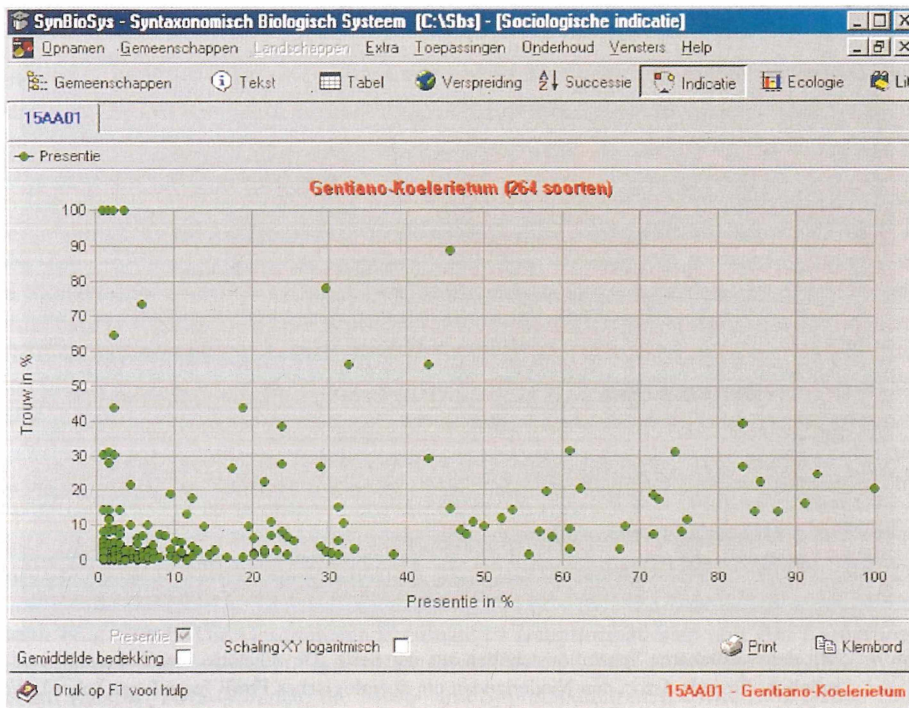 SynBioSys - Syntaxonomisch Biologisch Systeem [C:\Sbs] - [Sociologische indicatie]
Opnamen Gemeenschappen Landschappen Extra Toepassingen Onderhoud Vensters Help
Gemeenschappen Tekst Tabel Verspreiding Successie Indicatie Ecologie Lit
15AA01
Presentie
Gentiano-Koelerietum (264 soorten)
100
90
80
70
60
50
40
30
20
10
0
Trouw in %
0 10 20 30 40 50 60 70 80 90 100
Presentie in %
Presentie
Gemiddelde bedekking
Schaling XY logaritmisch
Print Klembord
Druk op F1 voor hulp
15AA01 - Gentiano-Koelerietum